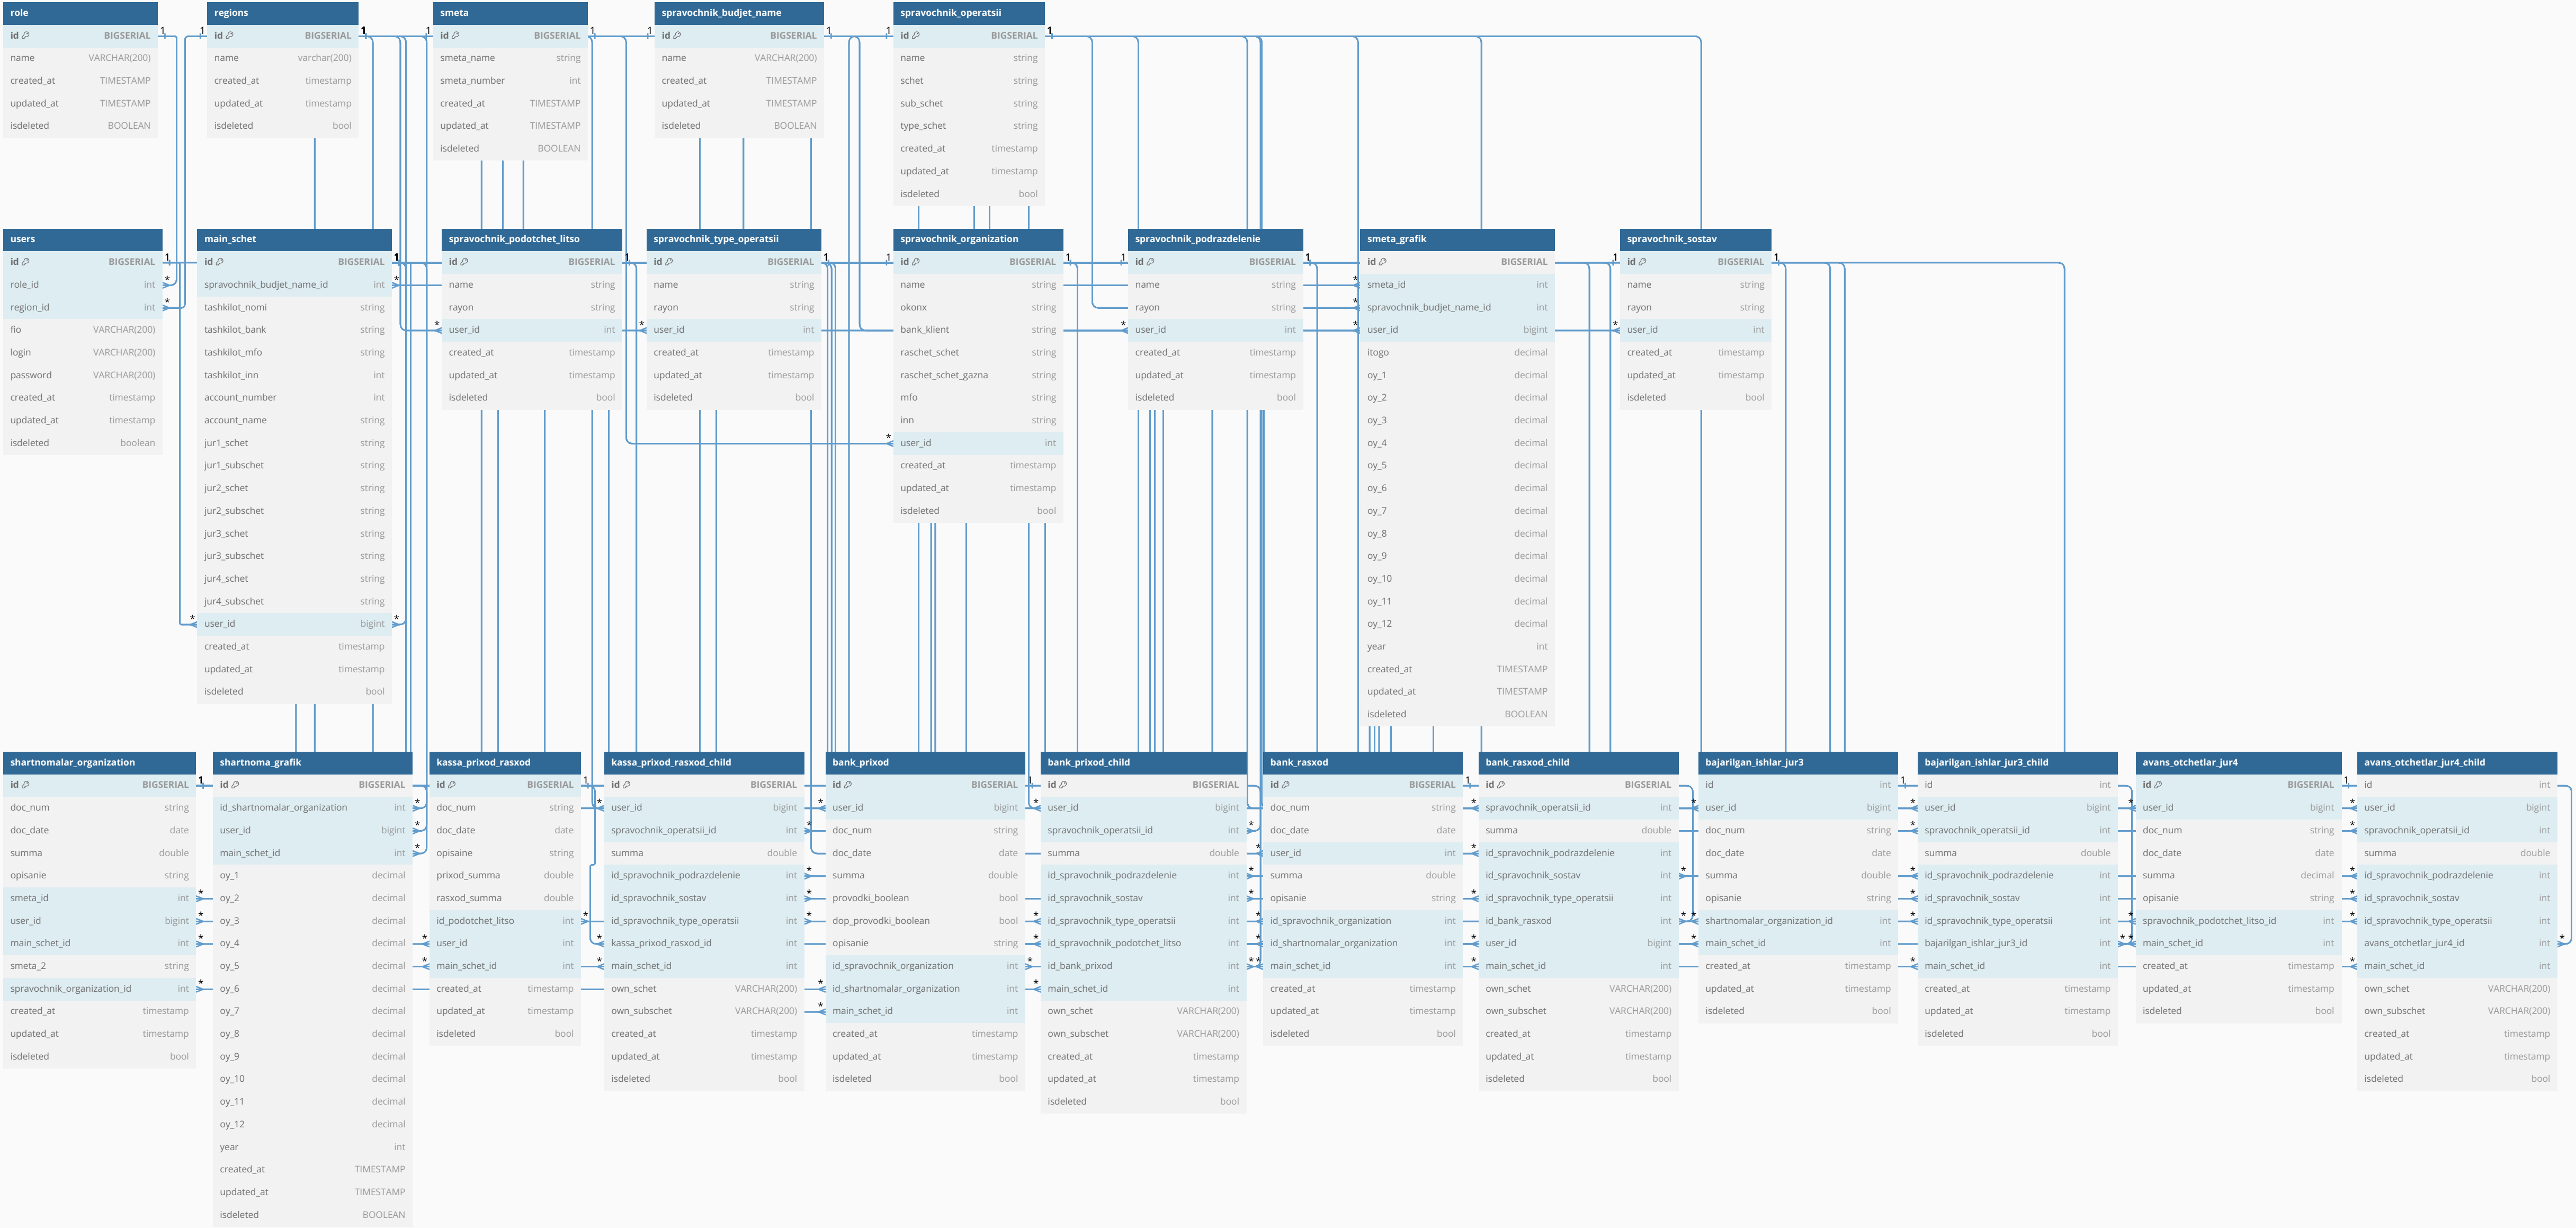 role
id BIGSERIAL
name VARCHAR(200)
created_at TIMESTAMP
updated_at TIMESTAMP
isdeleted BOOLEAN
regions
id BIGSERIAL
name varchar(200)
created_at timestamp
updated_at timestamp
isdeleted bool
smeta
id BIGSERIAL
smeta_name string
smeta_number int
created_at TIMESTAMP
updated_at TIMESTAMP
isdeleted BOOLEAN
spravochnik_budjet_name
id BIGSERIAL
name VARCHAR(200)
created_at TIMESTAMP
updated_at TIMESTAMP
isdeleted BOOLEAN
spravochnik_operatsii
id BIGSERIAL
name string
schet string
sub_schet string
type_schet string
created_at timestamp
updated_at timestamp
isdeleted bool
users
id BIGSERIAL
role_id int
region_id int
fio VARCHAR(200)
login VARCHAR(200)
password VARCHAR(200)
created_at timestamp
updated_at timestamp
isdeleted boolean
main_schet
id BIGSERIAL
spravochnik_budjet_name_id int
tashkilot_nomi string
tashkilot_bank string
tashkilot_mfo string
tashkilot_inn int
account_number int
account_name string
jur1_schet string
jur1_subschet string
jur2_schet string
jur2_subschet string
jur3_schet string
jur3_subschet string
jur4_schet string
jur4_subschet string
user_id bigint
created_at timestamp
updated_at timestamp
isdeleted bool
spravochnik_podotchet_litso
id BIGSERIAL
name string
rayon string
user_id int
created_at timestamp
updated_at timestamp
isdeleted bool
spravochnik_type_operatsii
id BIGSERIAL
name string
rayon string
user_id int
created_at timestamp
updated_at timestamp
isdeleted bool
spravochnik_organization
id BIGSERIAL
name string
okonx string
bank_klient string
raschet_schet string
raschet_schet_gazna string
mfo string
inn string
user_id int
created_at timestamp
updated_at timestamp
isdeleted bool
spravochnik_podrazdelenie
id BIGSERIAL
name string
rayon string
user_id int
created_at timestamp
updated_at timestamp
isdeleted bool
smeta_grafik
id BIGSERIAL
smeta_id int
spravochnik_budjet_name_id int
user_id bigint
itogo decimal
oy_1 decimal
oy_2 decimal
oy_3 decimal
oy_4 decimal
oy_5 decimal
oy_6 decimal
oy_7 decimal
oy_8 decimal
oy_9 decimal
oy_10 decimal
oy_11 decimal
oy_12 decimal
year int
created_at TIMESTAMP
updated_at TIMESTAMP
isdeleted BOOLEAN
spravochnik_sostav
id BIGSERIAL
name string
rayon string
user_id int
created_at timestamp
updated_at timestamp
isdeleted bool
shartnomalar_organization
id BIGSERIAL
doc_num string
doc_date date
summa double
opisanie string
smeta_id int
user_id bigint
main_schet_id int
smeta_2 string
spravochnik_organization_id int
created_at timestamp
updated_at timestamp
isdeleted bool
shartnoma_grafik
id BIGSERIAL
id_shartnomalar_organization int
user_id bigint
main_schet_id int
oy_1 decimal
oy_2 decimal
oy_3 decimal
oy_4 decimal
oy_5 decimal
oy_6 decimal
oy_7 decimal
oy_8 decimal
oy_9 decimal
oy_10 decimal
oy_11 decimal
oy_12 decimal
year int
created_at TIMESTAMP
updated_at TIMESTAMP
isdeleted BOOLEAN
kassa_prixod_rasxod
id BIGSERIAL
doc_num string
doc_date date
opisaine string
prixod_summa double
rasxod_summa double
id_podotchet_litso int
user_id int
main_schet_id int
created_at timestamp
updated_at timestamp
isdeleted bool
kassa_prixod_rasxod_child
id BIGSERIAL
user_id bigint
spravochnik_operatsii_id int
summa double
id_spravochnik_podrazdelenie int
id_spravochnik_sostav int
id_spravochnik_type_operatsii int
kassa_prixod_rasxod_id int
main_schet_id int
own_schet VARCHAR(200)
own_subschet VARCHAR(200)
created_at timestamp
updated_at timestamp
isdeleted bool
bank_prixod
id BIGSERIAL
user_id bigint
doc_num string
doc_date date
summa double
provodki_boolean bool
dop_provodki_boolean bool
opisanie string
id_spravochnik_organization int
id_shartnomalar_organization int
main_schet_id int
created_at timestamp
updated_at timestamp
isdeleted bool
bank_prixod_child
id BIGSERIAL
user_id bigint
spravochnik_operatsii_id int
summa double
id_spravochnik_podrazdelenie int
id_spravochnik_sostav int
id_spravochnik_type_operatsii int
id_spravochnik_podotchet_litso int
id_bank_prixod int
main_schet_id int
own_schet VARCHAR(200)
own_subschet VARCHAR(200)
created_at timestamp
updated_at timestamp
isdeleted bool
bank_rasxod
id BIGSERIAL
doc_num string
doc_date date
user_id int
summa double
opisanie string
id_spravochnik_organization int
id_shartnomalar_organization int
main_schet_id int
created_at timestamp
updated_at timestamp
isdeleted bool
bank_rasxod_child
id BIGSERIAL
spravochnik_operatsii_id int
summa double
id_spravochnik_podrazdelenie int
id_spravochnik_sostav int
id_spravochnik_type_operatsii int
id_bank_rasxod int
user_id bigint
main_schet_id int
own_schet VARCHAR(200)
own_subschet VARCHAR(200)
created_at timestamp
updated_at timestamp
isdeleted bool
bajarilgan_ishlar_jur3
id int
user_id bigint
doc_num string
doc_date date
summa double
opisanie string
shartnomalar_organization_id int
main_schet_id int
created_at timestamp
updated_at timestamp
isdeleted bool
bajarilgan_ishlar_jur3_child
id int
user_id bigint
spravochnik_operatsii_id int
summa double
id_spravochnik_podrazdelenie int
id_spravochnik_sostav int
id_spravochnik_type_operatsii int
bajarilgan_ishlar_jur3_id int
main_schet_id int
created_at timestamp
updated_at timestamp
isdeleted bool
avans_otchetlar_jur4
id BIGSERIAL
user_id bigint
doc_num string
doc_date date
summa decimal
opisanie string
spravochnik_podotchet_litso_id int
main_schet_id int
created_at timestamp
updated_at timestamp
isdeleted bool
avans_otchetlar_jur4_child
id int
user_id bigint
spravochnik_operatsii_id int
summa double
id_spravochnik_podrazdelenie int
id_spravochnik_sostav int
id_spravochnik_type_operatsii int
avans_otchetlar_jur4_id int
main_schet_id int
own_schet VARCHAR(200)
own_subschet VARCHAR(200)
created_at timestamp
updated_at timestamp
isdeleted bool